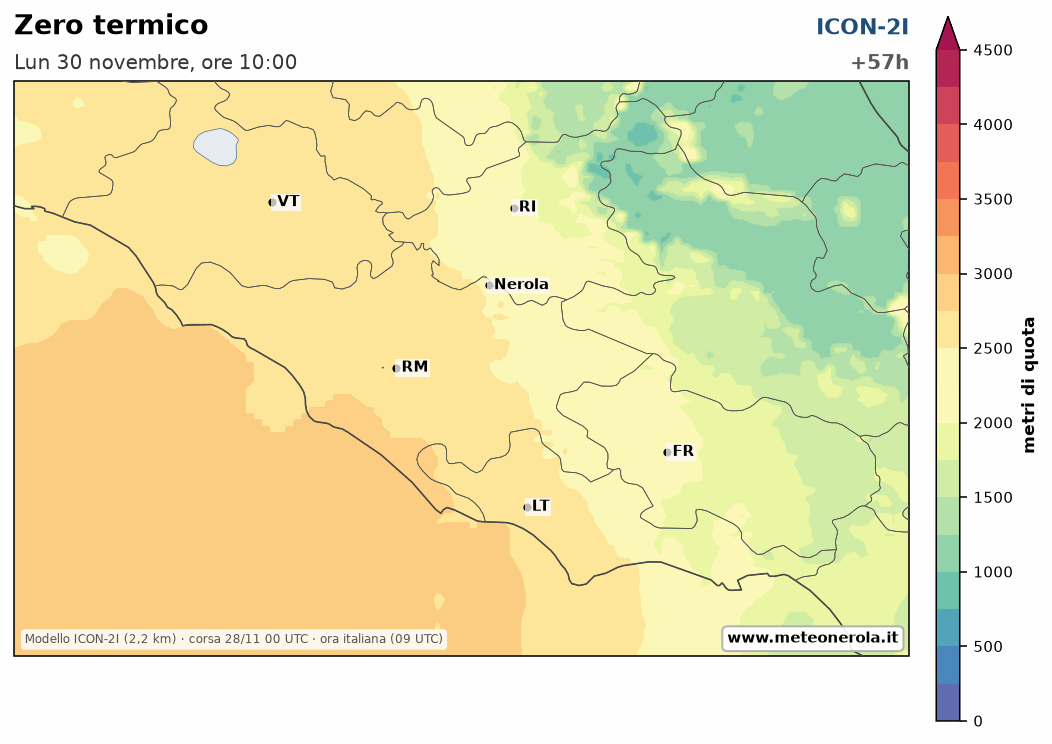 Zero termico
ICON-2I
Lun 30 novembre, ore 10:00
+57h
4500
4000
3500
3000
2500
2000
1500
1000
500
0
metri di quota
VT
RI
Nerola
RM
FR
LT
Modello ICON-2I (2,2 km) · corsa 28/11 00 UTC · ora italiana (09 UTC)
www.meteonerola.it